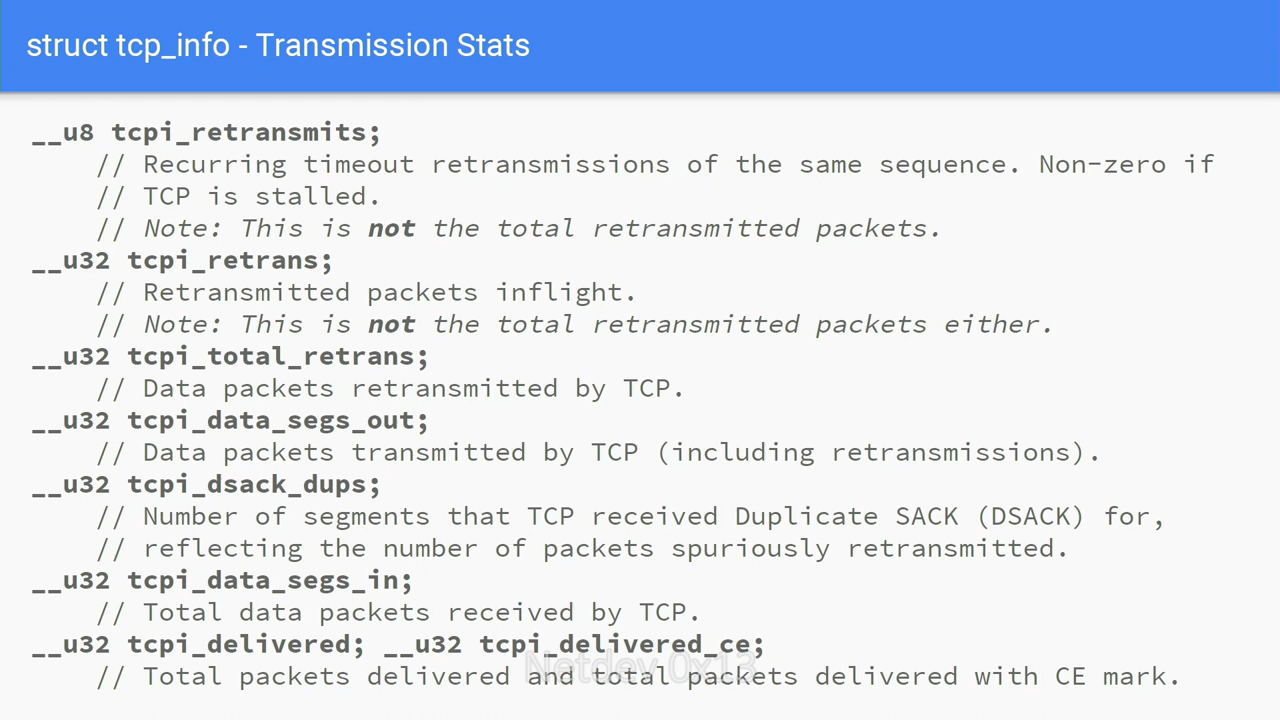 struct tcp_info - Transmission Stats
__u8 tcpi_retransmits;
// Recurring timeout retransmissions of the same sequence. Non-zero if
// TCP is stalled.
// Note: This is not the total retransmitted packets.
__u32 tcpi_retrans;
// Retransmitted packets inflight.
// Note: This is not the total retransmitted packets either.
__u32 tcpi_total_retrans;
// Data packets retransmitted by TCP.
__u32 tcpi_data_segs_out;
// Data packets transmitted by TCP (including retransmissions).
__u32 tcpi_dsack_dups;
// Number of segments that TCP received Duplicate SACK (DSACK) for,
// reflecting the number of packets spuriously retransmitted.
__u32 tcpi_data_segs_in;
// Total data packets received by TCP.
__u32 tcpi_delivered; __u32 tcpi_delivered_ce;
// Total packets delivered and total packets delivered with CE mark.
Netdev 0x13